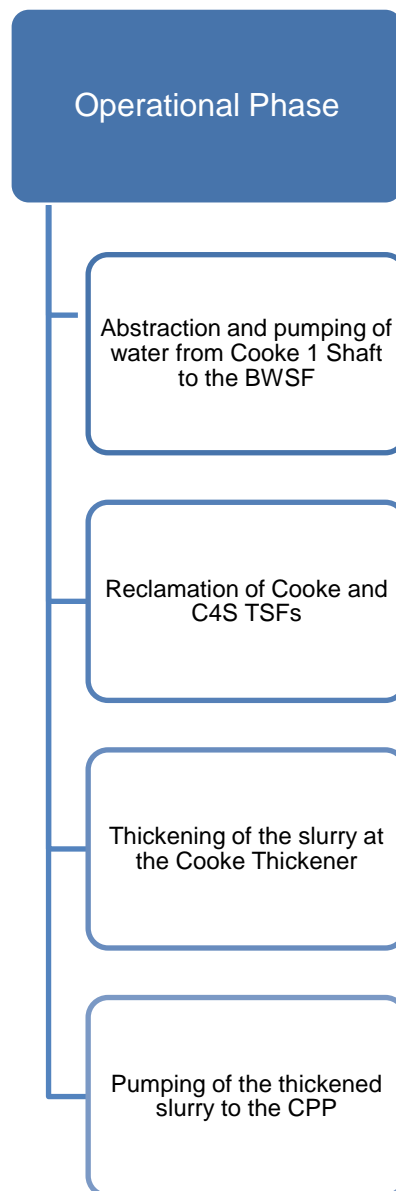 Operational Phase
Abstraction and pumping of
water from Cooke 1 Shaft
to the BWSF
Reclamation of Cooke and
C4S TSFs
Thickening of the slurry at
the Cooke Thickener
Pumping of the thickened
slurry to the CPP